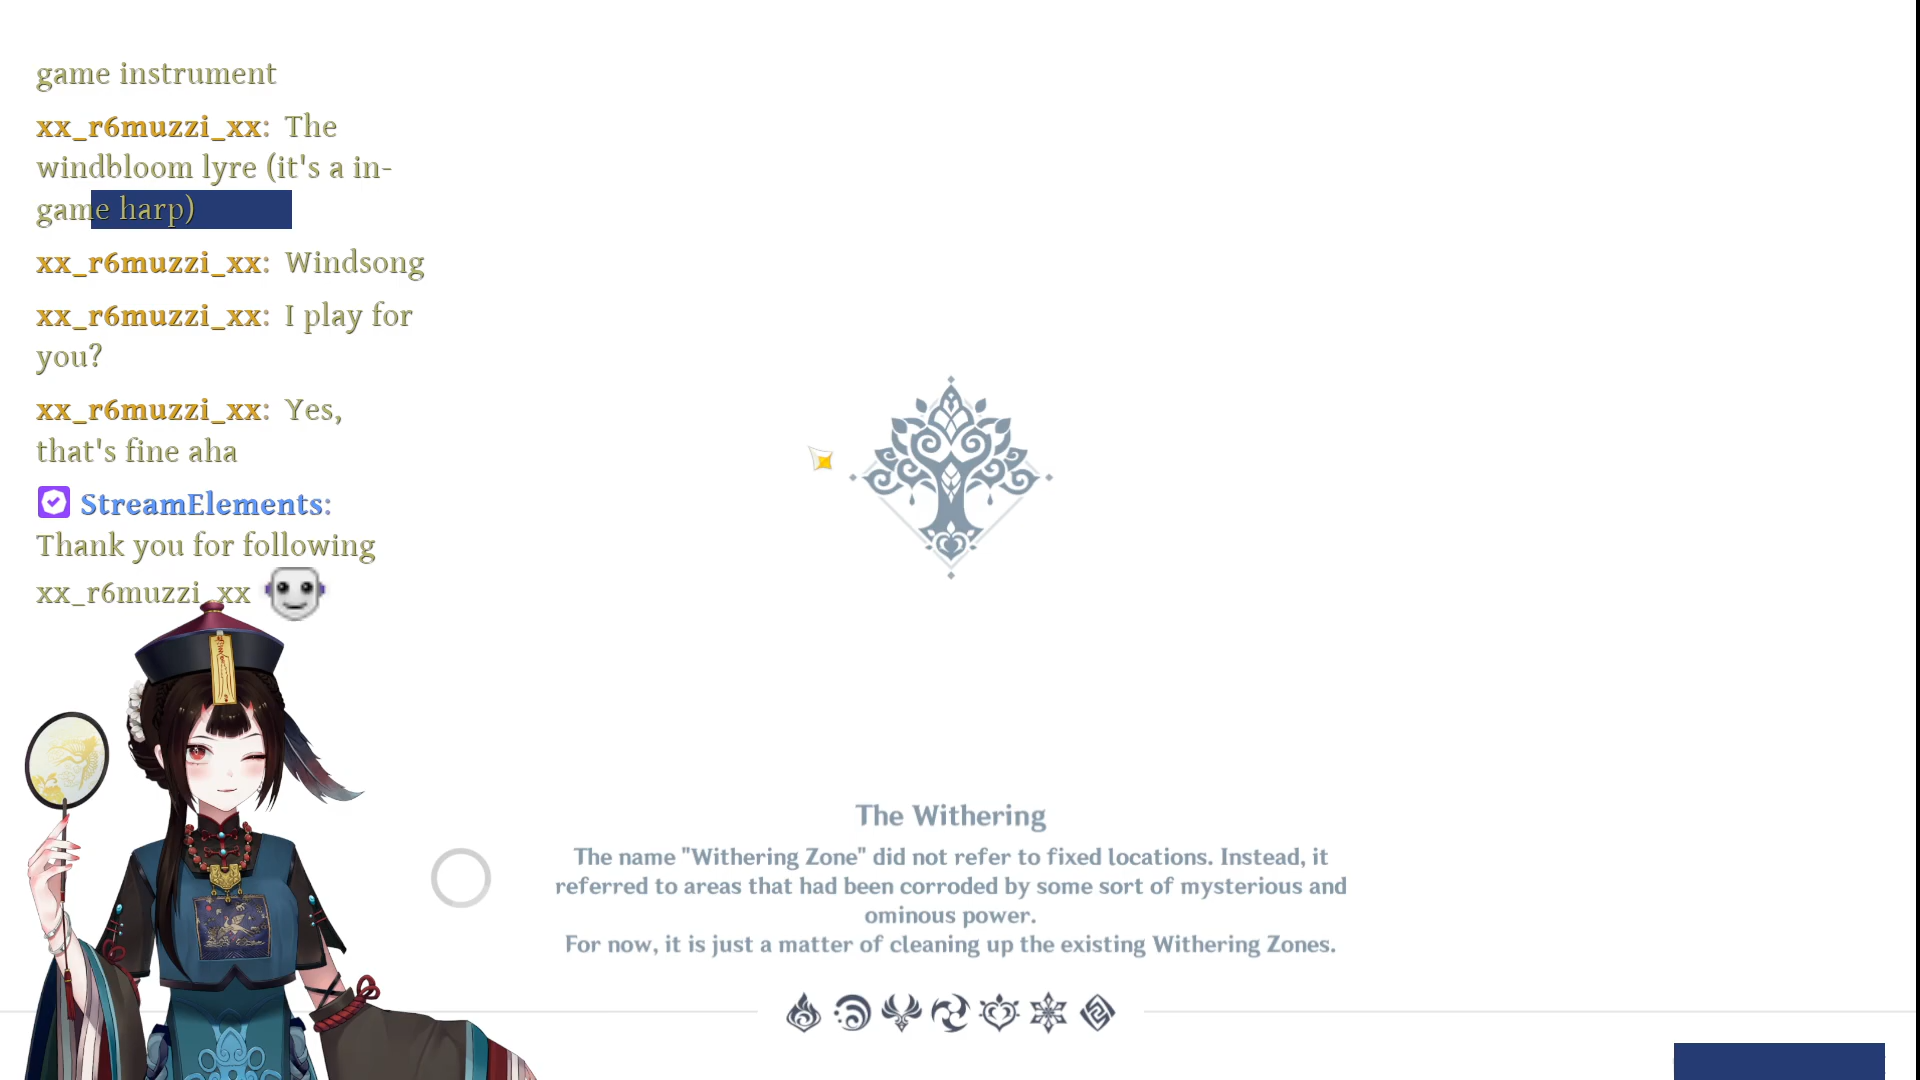 game instrument
xx_r6muzzi_xx: The
windbloom lyre (it's a in-
game harp)
xx_r6muzzi_xx: Windsong
xx_r6muzzi_xx: I play for
you?
xx_r6muzzi_xx: Yes,
that's fine aha
StreamElements:
Thank you for following
xx_r6muzzi_xx
The Withering
The name "Withering Zone" did not refer to fixed locations. Instead, it
referred to areas that had been corroded by some sort of mysterious and
ominous power.
For now, it is just a matter of cleaning up the existing Withering Zones.